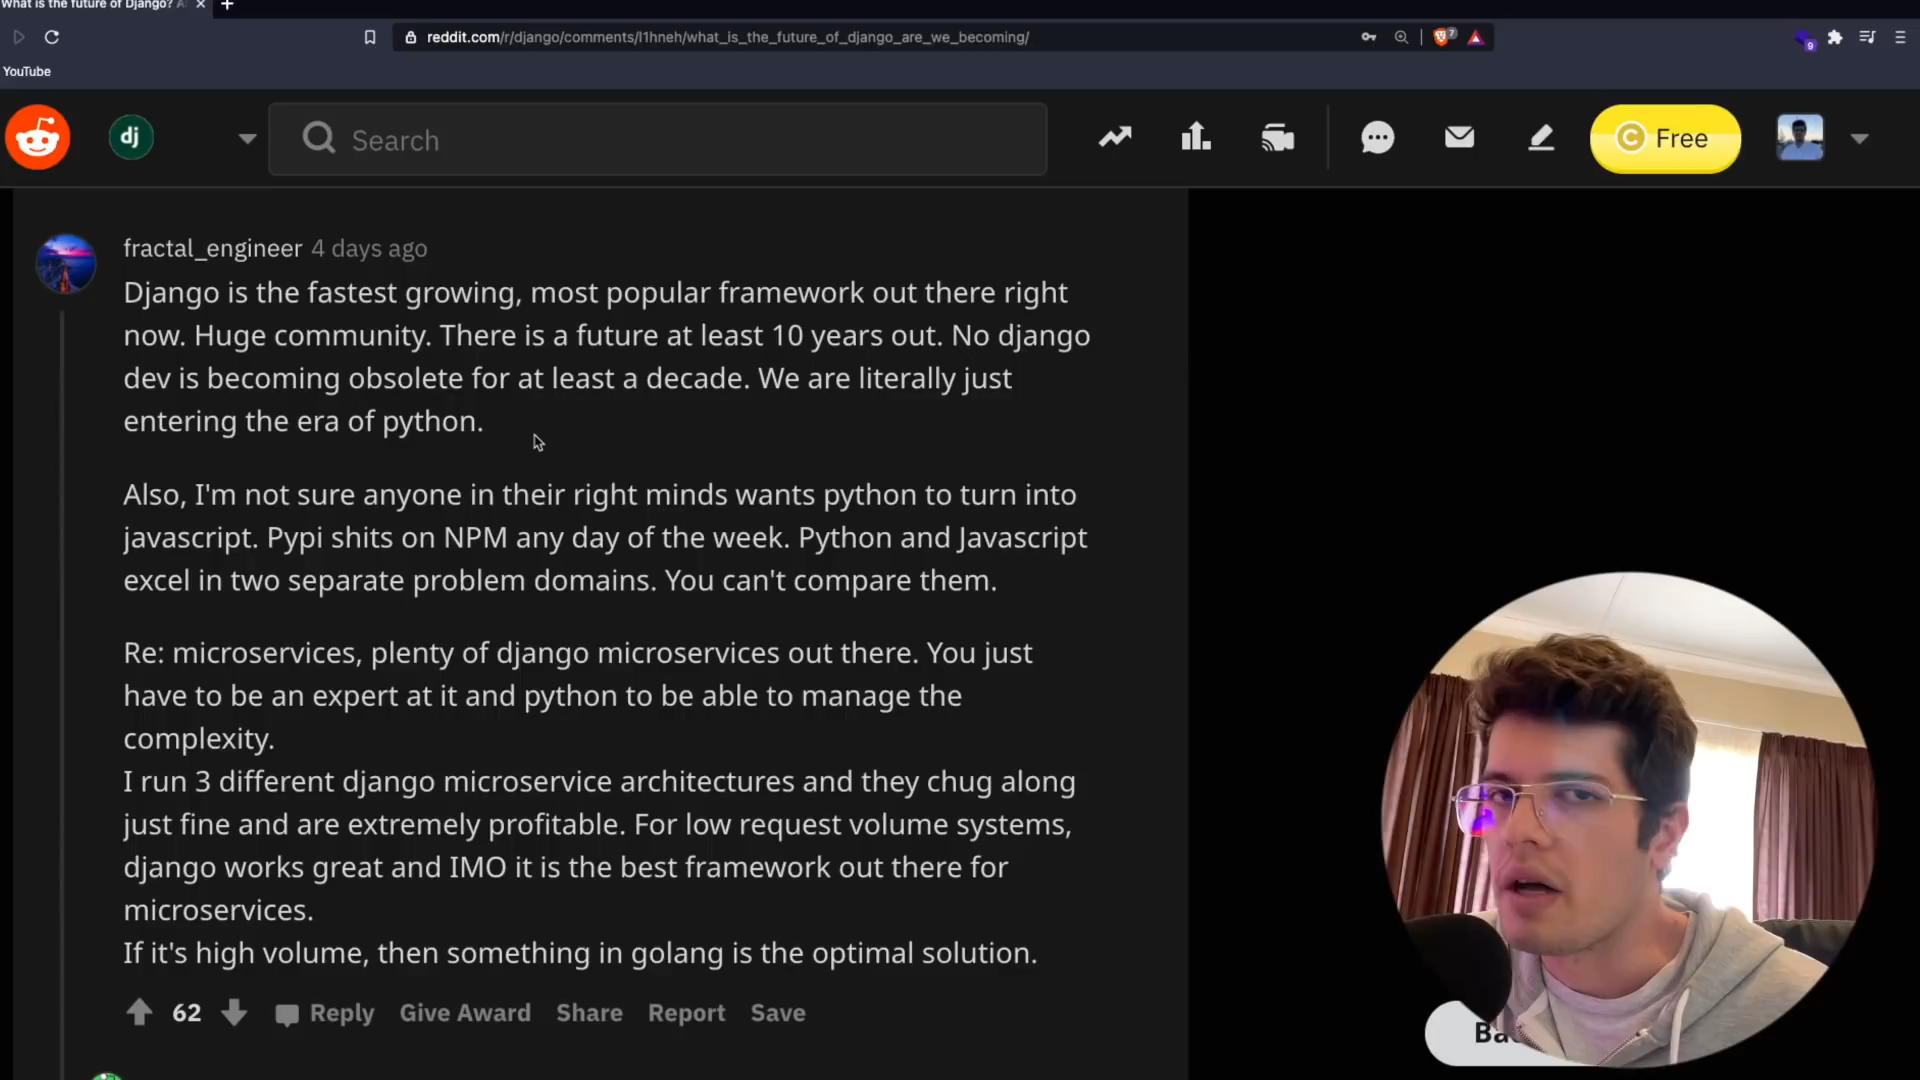 What is the future of Django?
reddit.com/r/django/comments/l1hneh/what_is_the_future_of_django_are_we_becoming/
7
9
YouTube
dj
Search
Free
fractal_engineer 4 days ago
Django is the fastest growing, most popular framework out there right
now. Huge community. There is a future at least 10 years out. No django
dev is becoming obsolete for at least a decade. We are literally just
entering the era of python.
Also, I'm not sure anyone in their right minds wants python to turn into
javascript. Pypi shits on NPM any day of the week. Python and Javascript
excel in two separate problem domains. You can't compare them.
Re: microservices, plenty of django microservices out there. You just
have to be an expert at it and python to be able to manage the
complexity.
I run 3 different django microservice architectures and they chug along
just fine and are extremely profitable. For low request volume systems,
django works great and IMO it is the best framework out there for
microservices.
If it's high volume, then something in golang is the optimal solution.
62 Reply Give Award Share Report Save